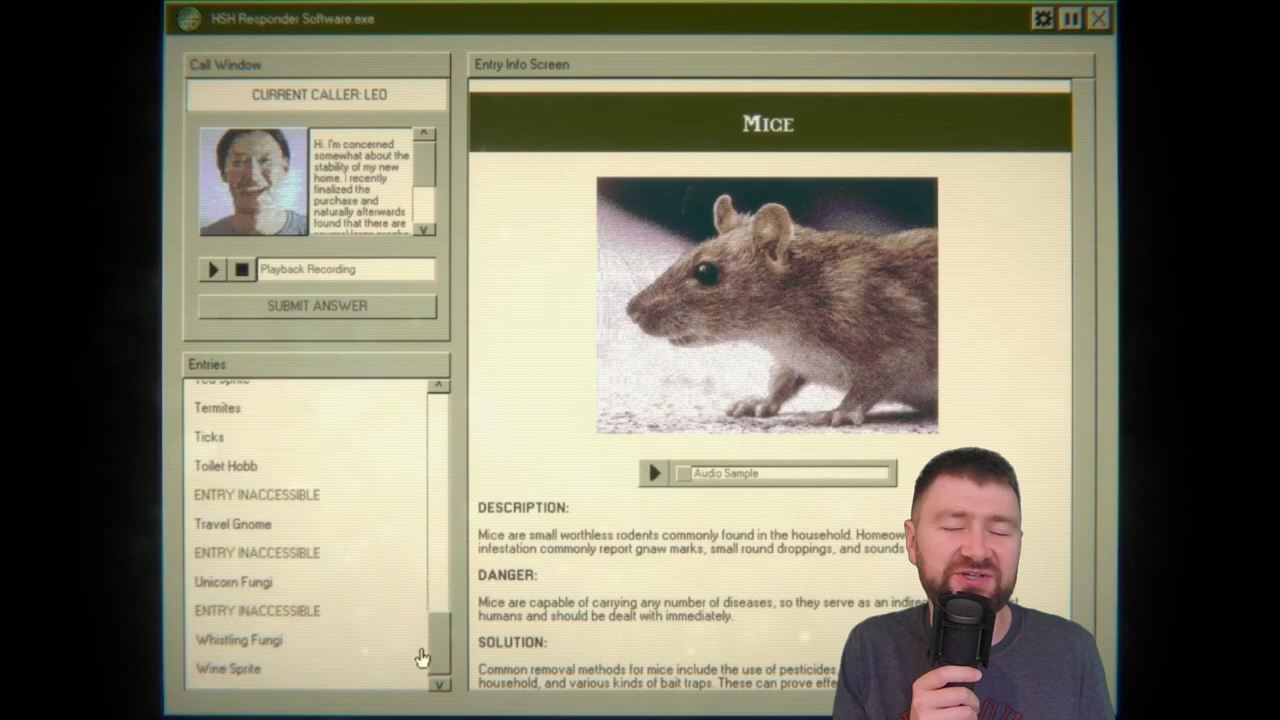 HSH Responder Software.exe
Call Window
CURRENT CALLER: LEO
Hi. I'm concerned
somewhat about the
stability of my new
home. I recently
finalized the
purchase and
naturally afterwards
found that there are
Playback Recording
SUBMIT ANSWER
Entries
Termites
Ticks
Toilet Hobb
ENTRY INACCESSIBLE
Travel Gnome
ENTRY INACCESSIBLE
Unicorn Fungi
ENTRY INACCESSIBLE
Whistling Fungi
Wine Sprite
Entry Info Screen
MICE
Audio Sample
DESCRIPTION:
Mice are small worthless rodents commonly found in the household.
infestation commonly report gnaw marks, small round droppings, and sounds
DANGER:
Mice are capable of carrying any number of diseases, so they serve as an
humans and should be dealt with immediately.
SOLUTION:
Common removal methods for mice include the use of pesticides,
household, and various kinds of bait traps. These can prove